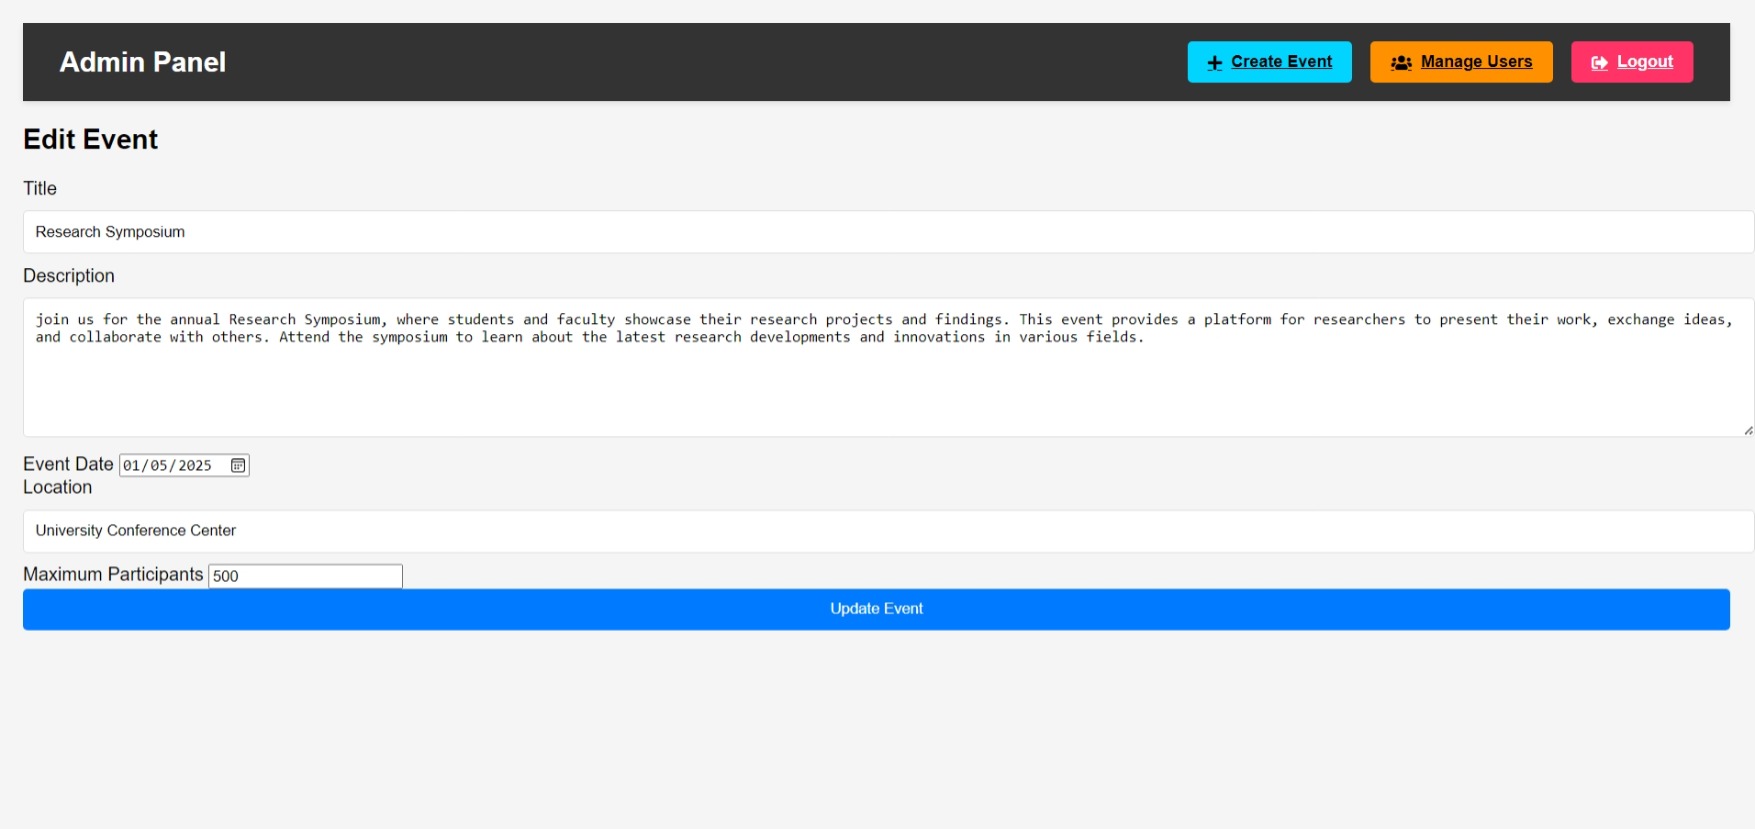 Admin Panel
Create Event
Manage Users
Logout
Edit Event
Title
Research Symposium
Description
join us for the annual Research Symposium, where students and faculty showcase their research projects and findings. This event provides a platform for researchers to present their work, exchange ideas,
and collaborate with others. Attend the symposium to learn about the latest research developments and innovations in various fields.
Event Date 01/05/2025
Location
University Conference Center
Maximum Participants 500
Update Event